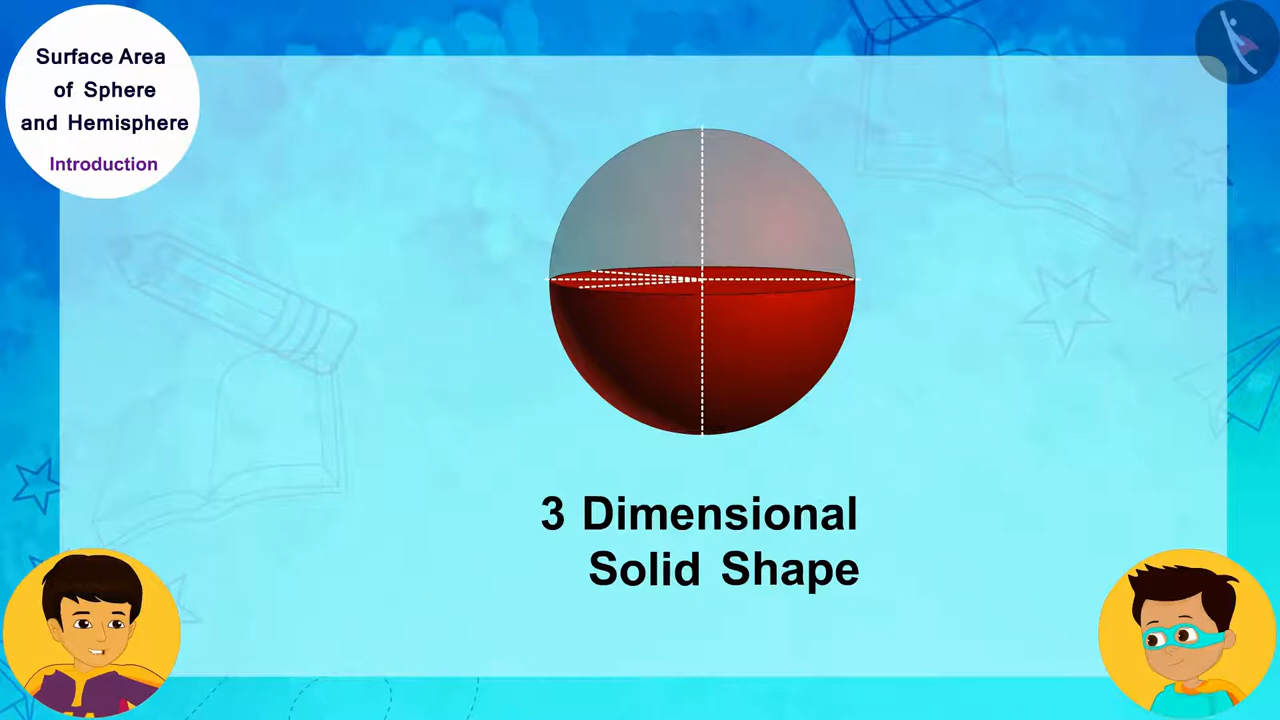 Surface Area
of Sphere
and Hemisphere
Introduction
3 Dimensional
Solid Shape